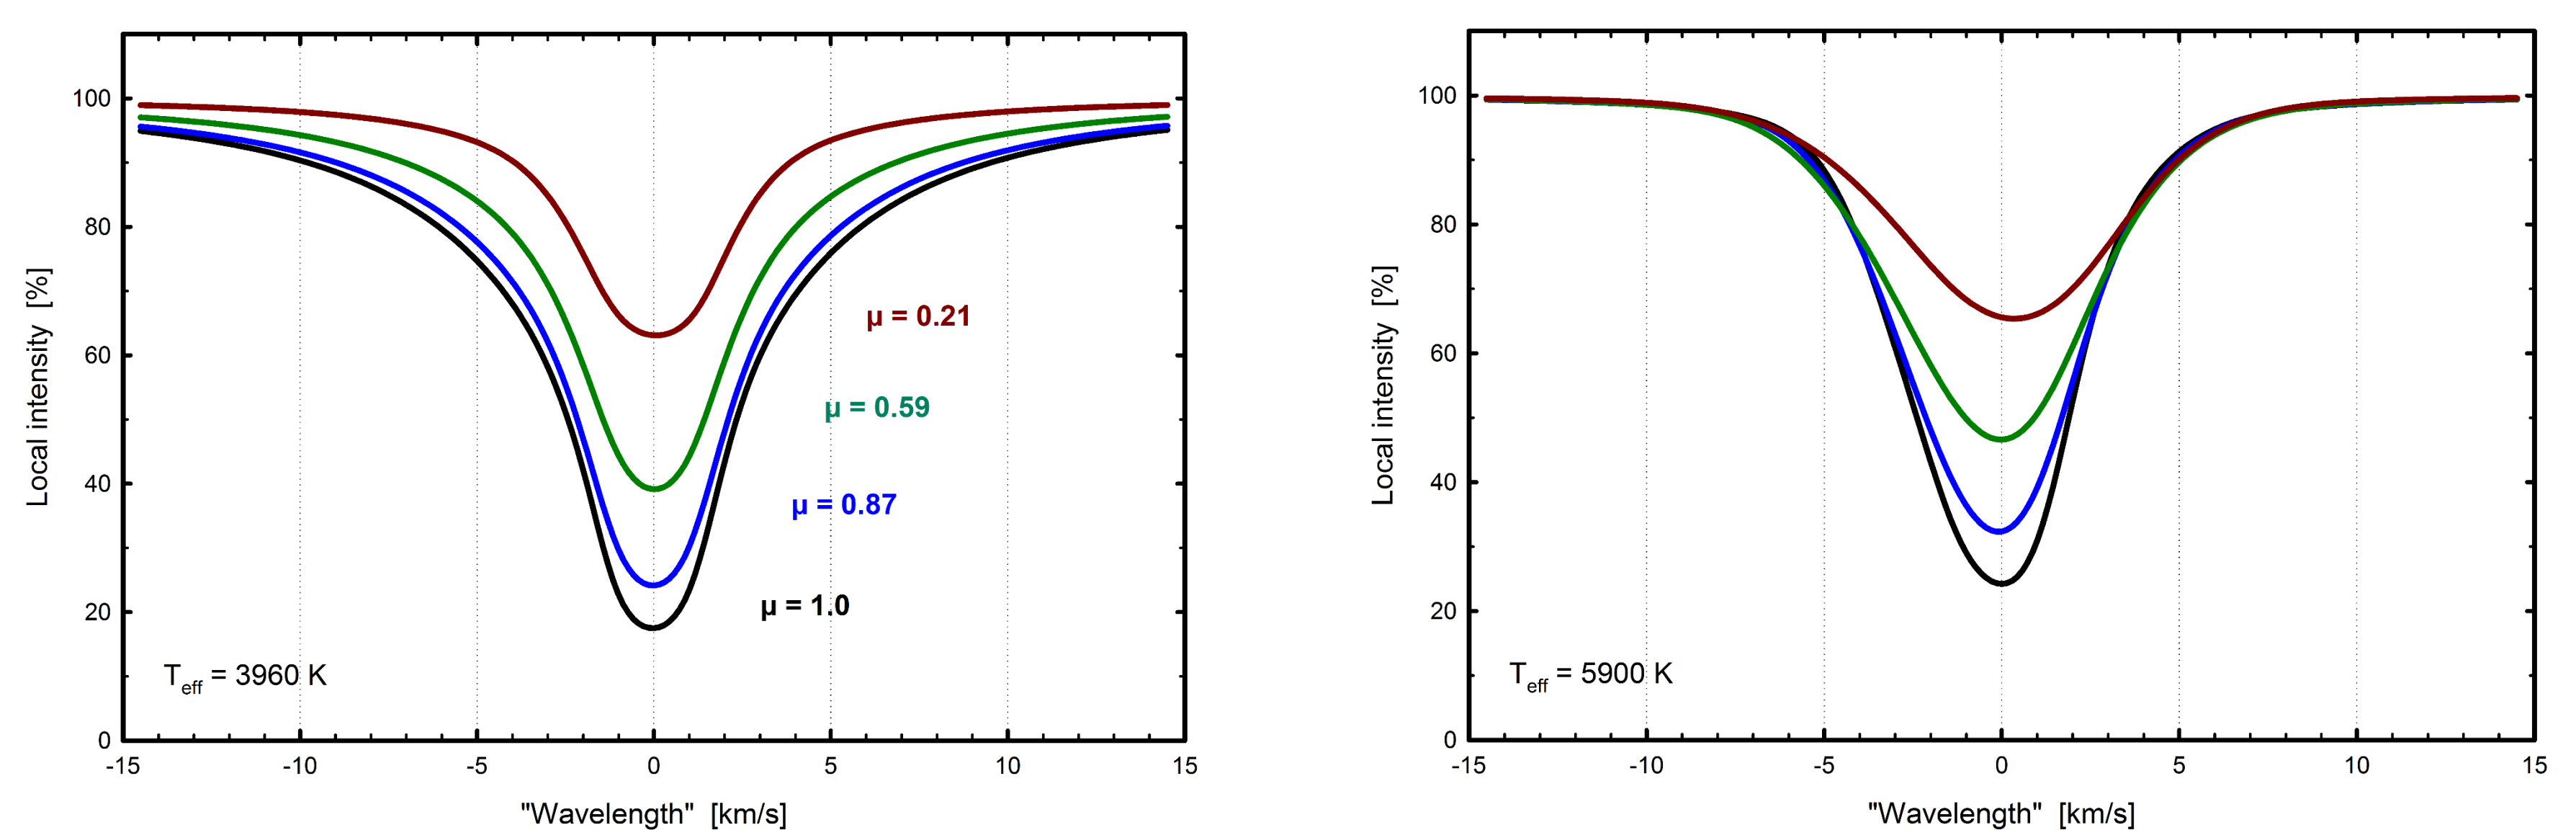 100
80
60
40
20
0
Local intensity [%]
μ = 0.21
μ = 0.59
μ = 0.87
μ = 1.0
Teff = 3960 K
-15 -10 -5 0 5 10 15
"Wavelength" [km/s]
100
80
60
40
20
0
Local intensity [%]
Teff = 5900 K
-15 -10 -5 0 5 10 15
"Wavelength" [km/s]